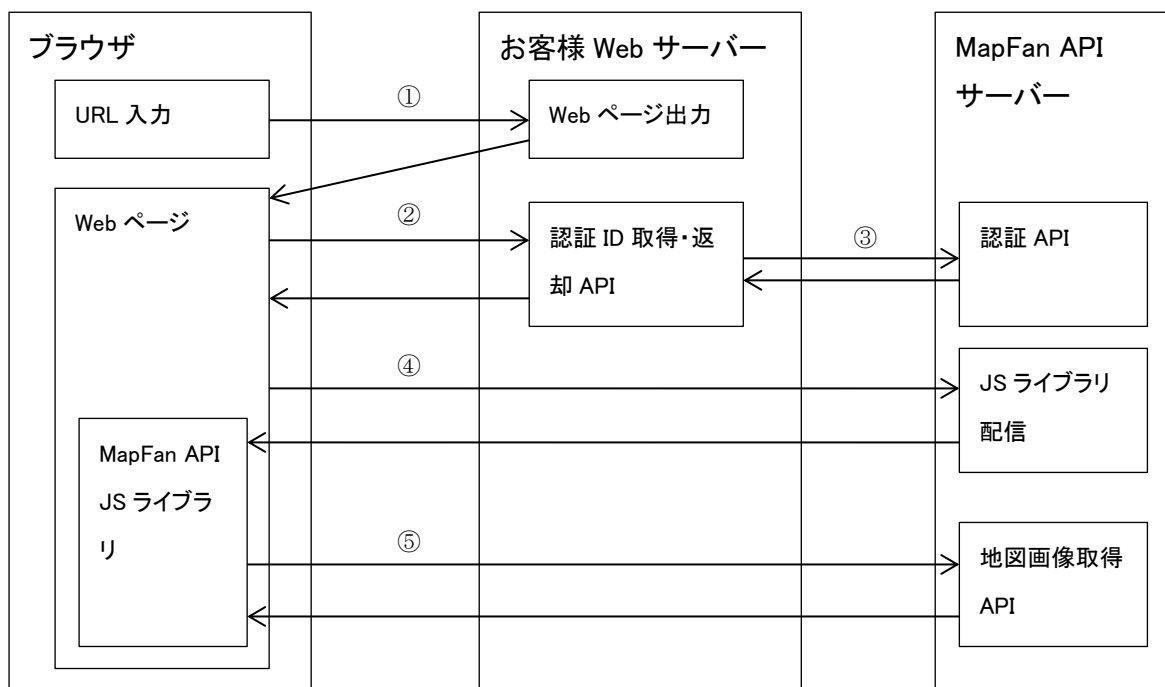 ブラウザ
お客様 Web サーバー
MapFan API
サーバー
URL 入力
①
Web ページ出力
Web ページ
②
認証 ID 取得・返
却 API
③
認証 API
④
JS ライブラリ
配信
MapFan API
JS ライブラ
リ
⑤
地図画像取得
API